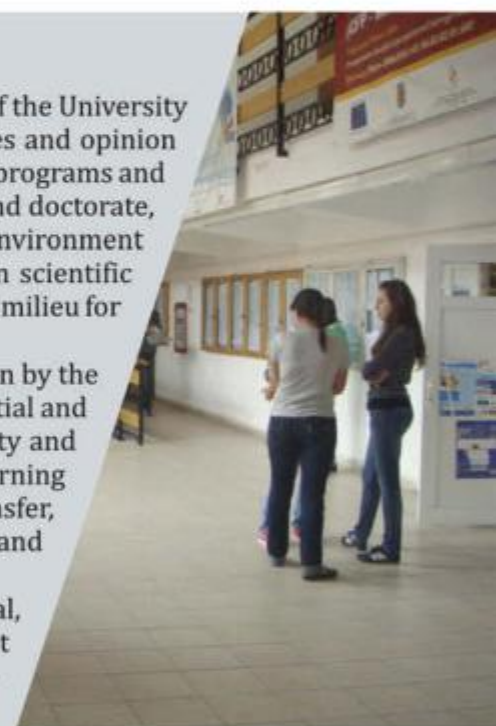 of the University
es and opinion
programs and
nd doctorate,
nvironment
n scientific
milieu for
n by the
tial and
ty and
rning
nsfer,
and
al,
t